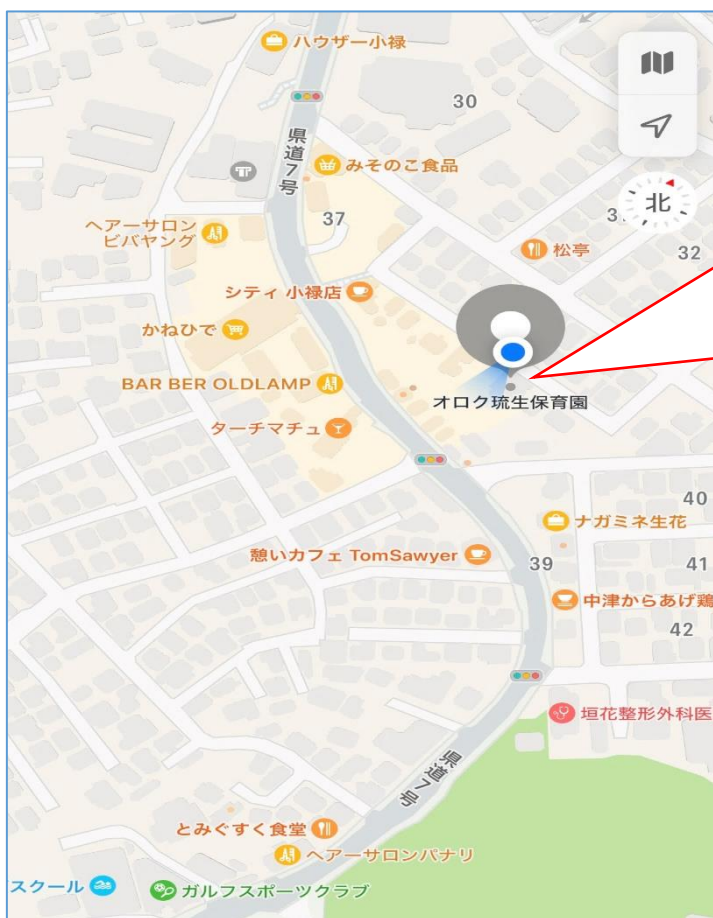 ハウザー小禄
30
県道7号
みそのこ食品
37
31
北
32
ヘアーサロン
ビバヤング
松亭
シティ 小禄店
かねひで
BAR BER OLDLAMP
オロク琉生保育園
ターチマチュ
40
ナガミネ生花
憩いカフェ TomSawyer
39
41
中津からあげ鶏
42
垣花整形外科医
県道7号
とみぐすく食堂
ヘアーサロンパナリ
スクール
ガルフスポーツクラブ